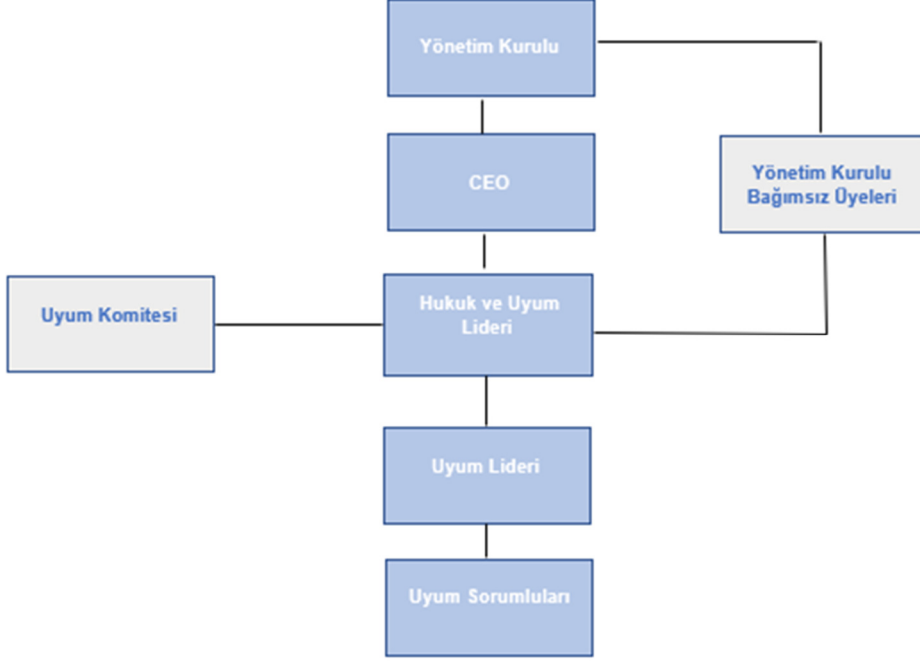 Yönetim Kurulu
CEO
Yönetim Kurulu
Bağımsız Üyeleri
Uyum Komitesi
Hukuk ve Uyum
Lideri
Uyum Lideri
Uyum Sorumluları